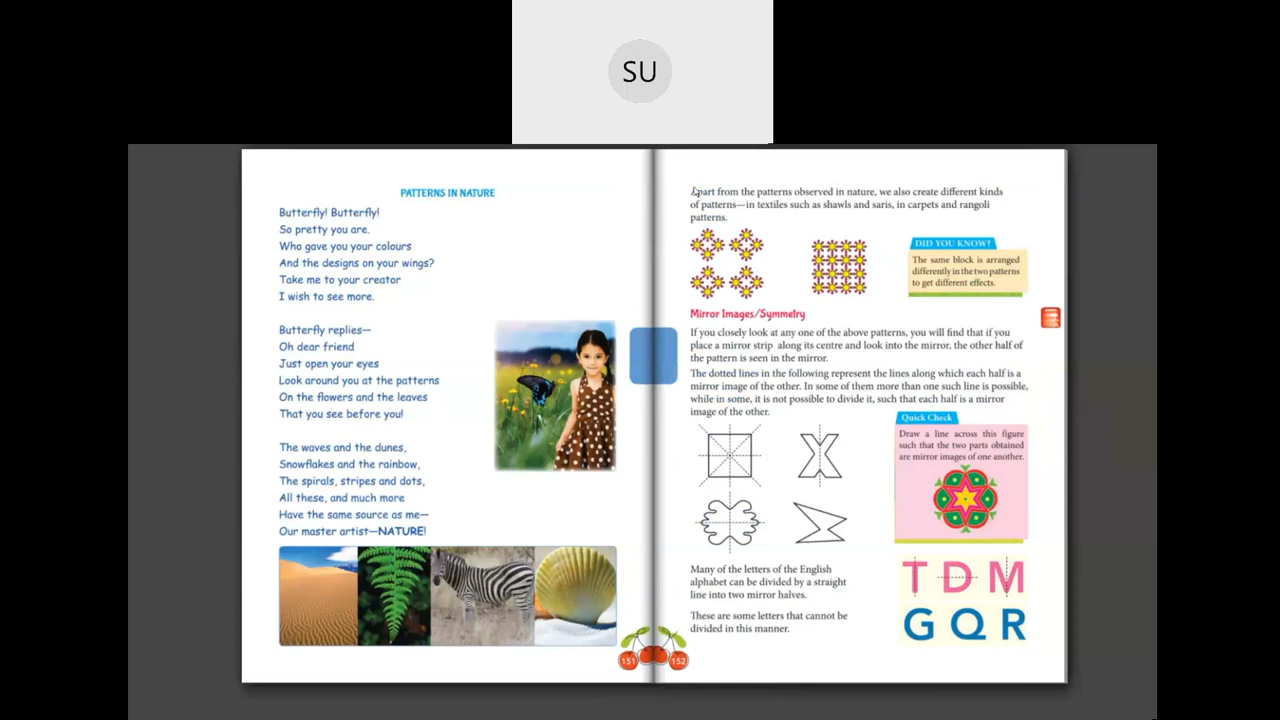 SU
PATTERNS IN NATURE
Butterfly! Butterfly!
So pretty you are.
Who gave you your colours
And the designs on your wings?
Take me to your creator
I wish to see more.
Butterfly replies—
Oh dear friend
Just open your eyes
Look around you at the patterns
On the flowers and the leaves
That you see before you!
The waves and the dunes,
Snowflakes and the rainbow,
The spirals, stripes and dots,
All these, and much more
Have the same source as me—
Our master artist—NATURE!
151
Apart from the patterns observed in nature, we also create different kinds
of patterns—in textiles such as shawls and saris, in carpets and rangoli
patterns.
DID YOU KNOW?
The same block is arranged
differently in the two patterns
to get different effects.
Mirror Images/Symmetry
If you closely look at any one of the above patterns, you will find that if you
place a mirror strip along its centre and look into the mirror, the other half of
the pattern is seen in the mirror.
The dotted lines in the following represent the lines along which each half is a
mirror image of the other. In some of them more than one such line is possible,
while in some, it is not possible to divide it, such that each half is a mirror
image of the other.
Quick Check
Draw a line across this figure
such that the two parts obtained
are mirror images of one another.
Many of the letters of the English
alphabet can be divided by a straight
line into two mirror halves.
T D M
These are some letters that cannot be
divided in this manner.
G Q R
152